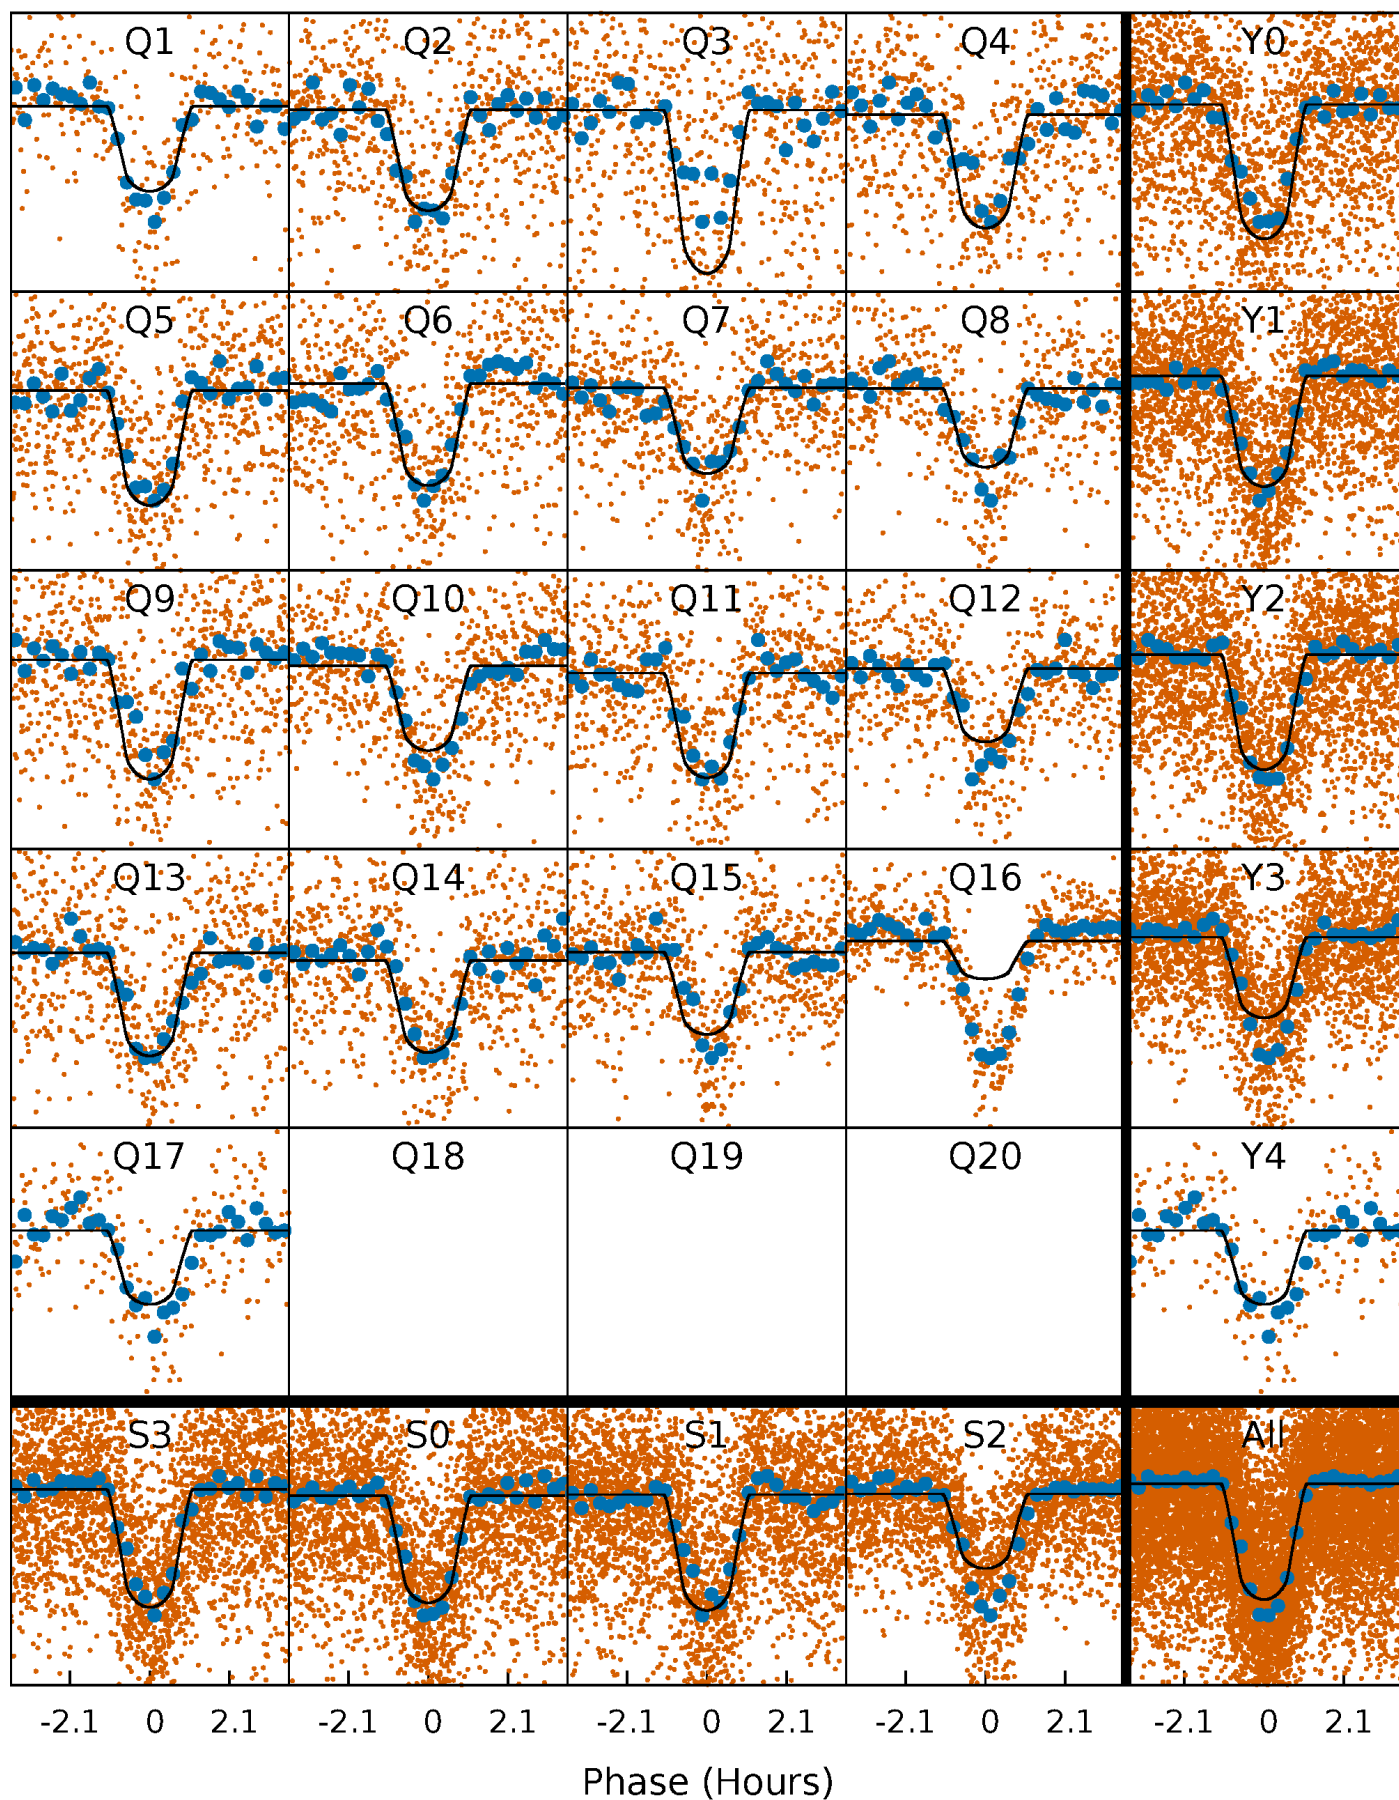 Q1 Q2 Q3 Q4 Y0
Q5 Q6 Q7 Q8 Y1
Q9 Q10 Q11 Q12 Y2
Q13 Q14 Q15 Q16 Y3
Q17 Q18 Q19 Q20 Y4
S3 S0 S1 S2 All
-2.1 0 2.1 -2.1 0 2.1 -2.1 0 2.1 -2.1 0 2.1 -2.1 0 2.1
Phase (Hours)